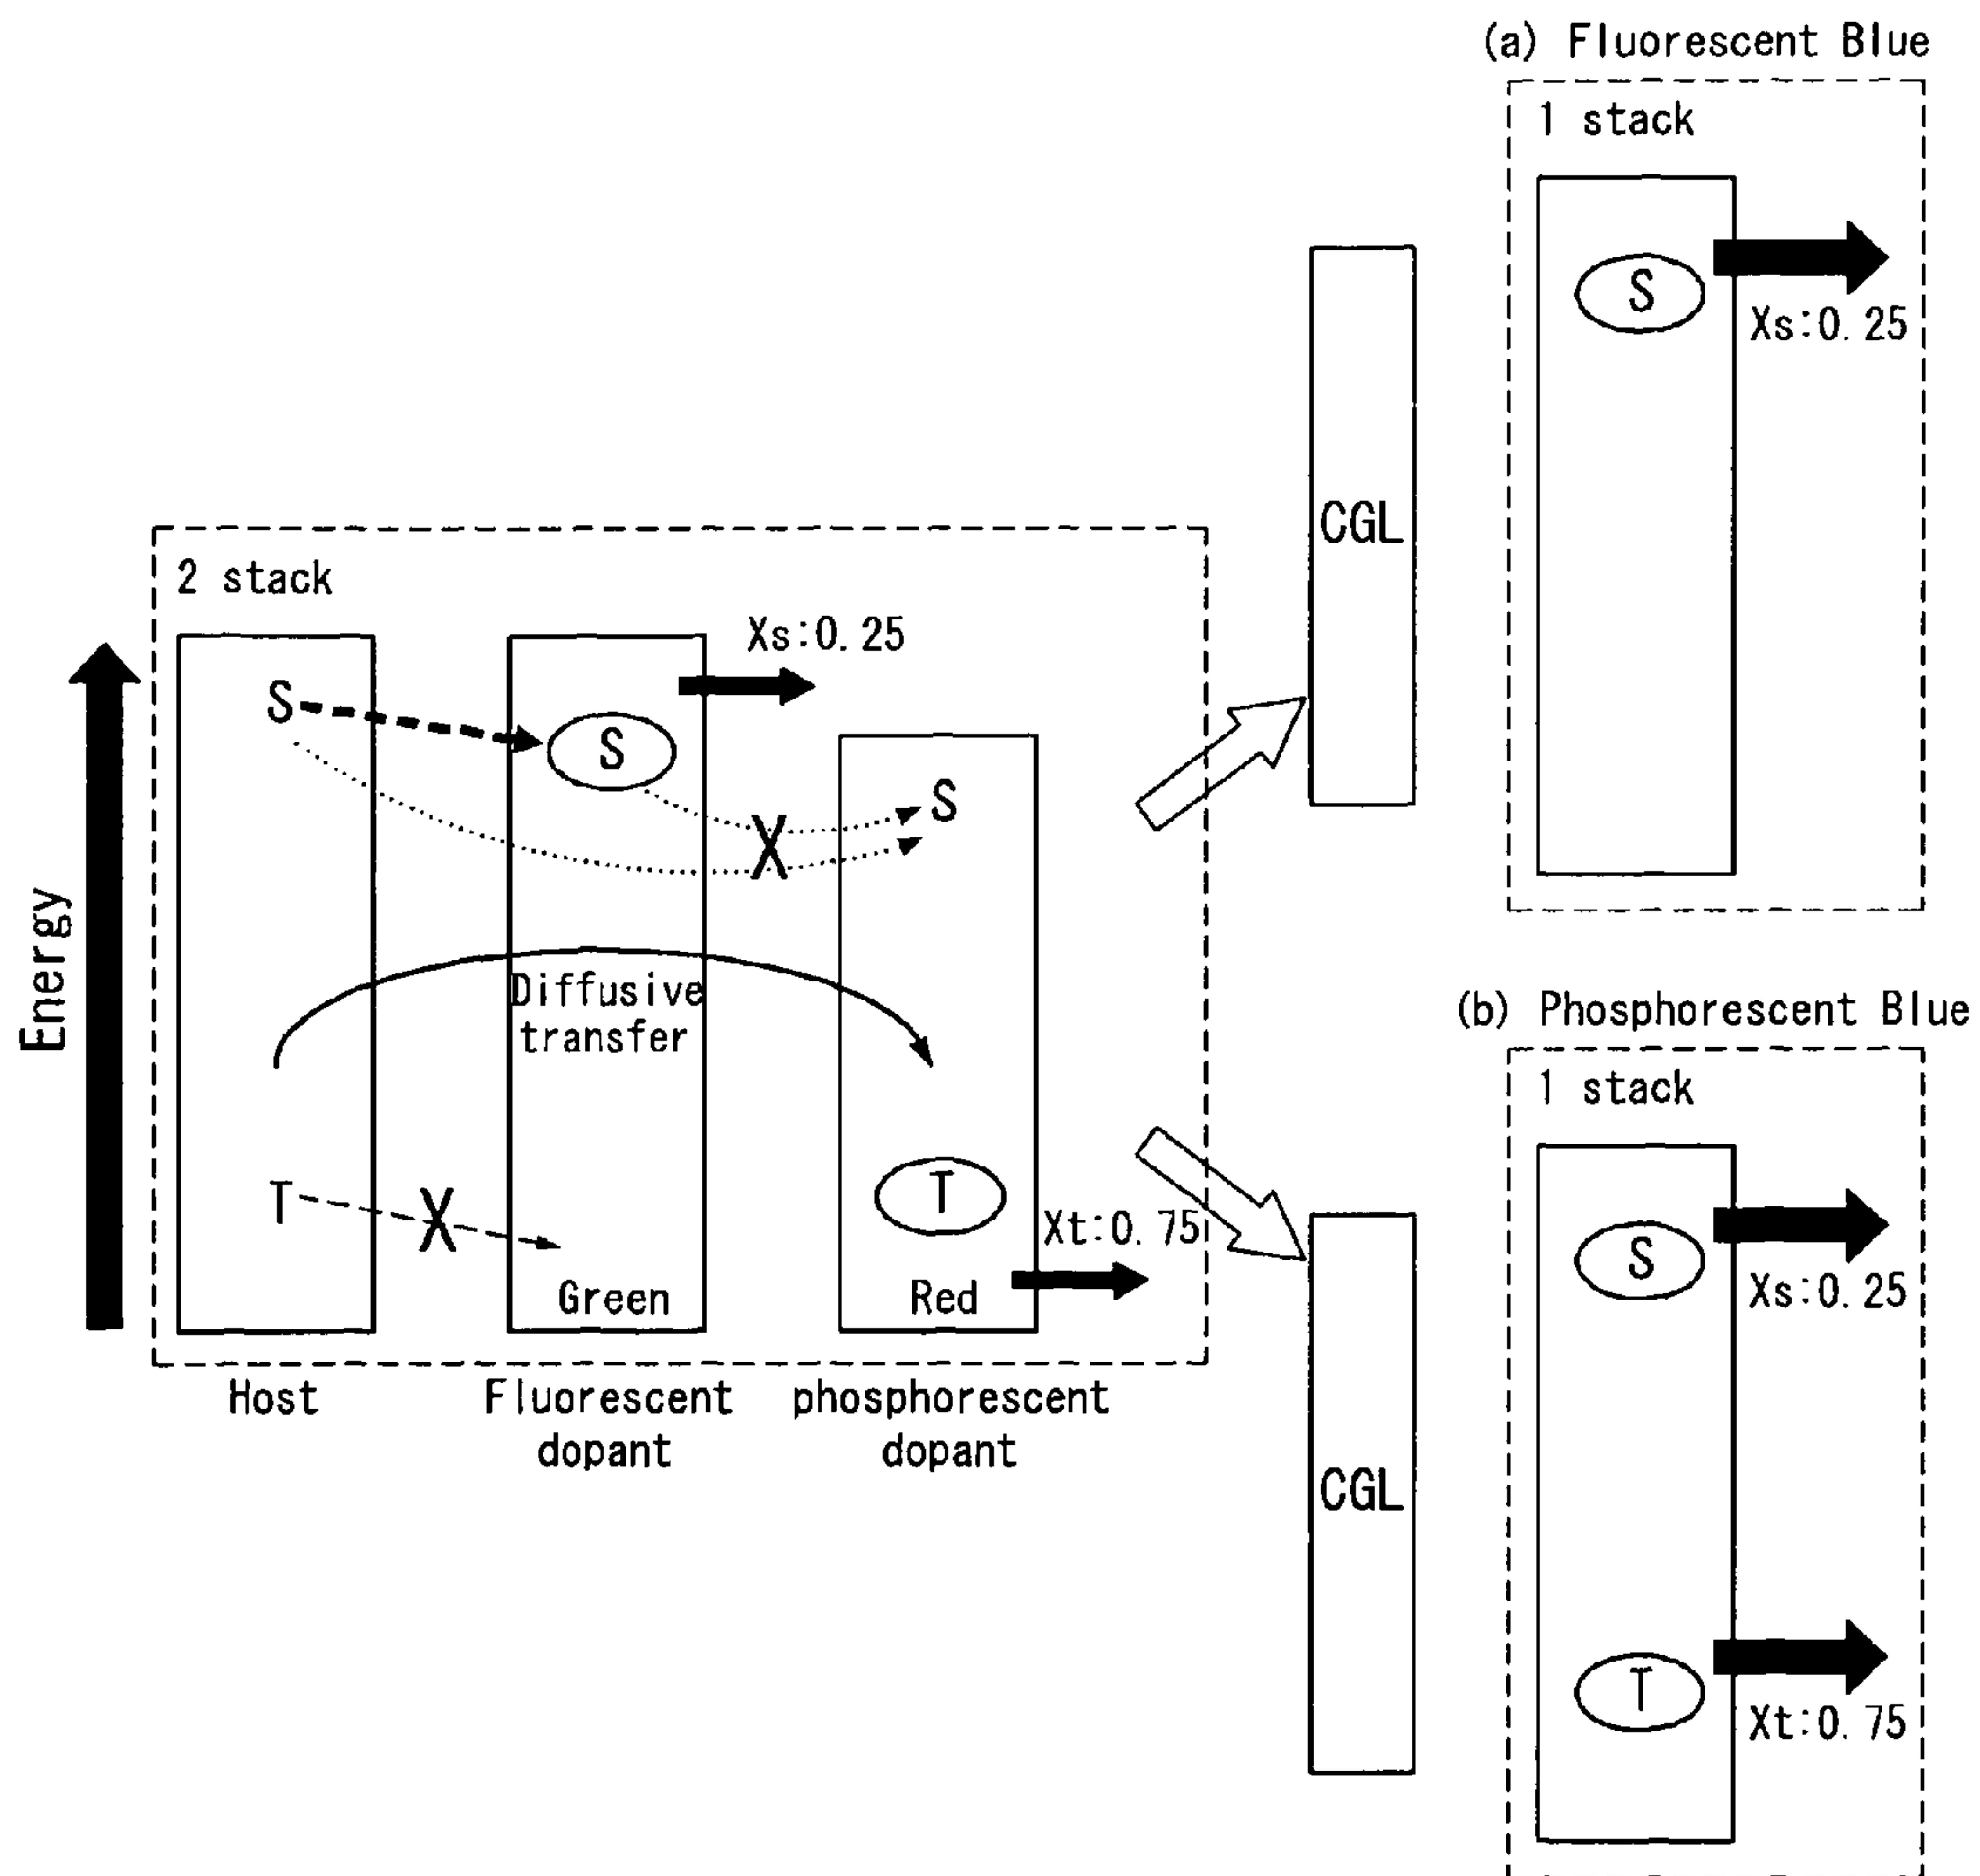 (a) Fluorescent Blue
1 stack
S
Xs:0.25
CGL
2 stack
Xs:0.25
S
S
S
X
Energy
Diffusive
transfer
T
X
T
Xt:0.75
Green
Red
Host
Fluorescent
dopant
phosphorescent
dopant
(b) Phosphorescent Blue
1 stack
S
Xs:0.25
CGL
T
Xt:0.75